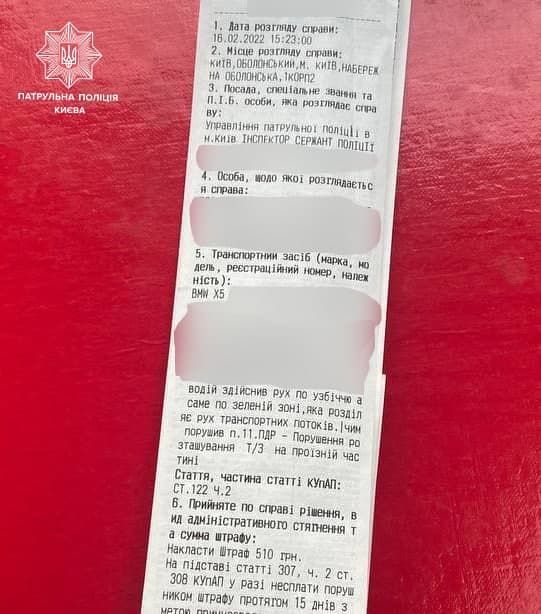 ПАТРУЛЬНА ПОЛІЦІЯ
КИЄВА
1. Дата розгляду справи:
16.02.2022 15:23:00
2. Місце розгляду справи:
КИЇВ,ОБОЛОНСЬКИЙ,М. КИЇВ,НАБЕРЕЖ
НА ОБОЛОНСЬКА,1КОРП2
3. Посада, спеціальне звання та
П.І.Б. особи, яка розглядає спра
ву:
Управління патрульної поліції в
м.Київ ІНСПЕКТОР СЕРЖАНТ ПОЛІЦІЇ
4. Особа, щодо якої розглядаєтьс
я справа:
5. Транспортний засіб (марка, мо
дель, реєстраційний номер, належ
ність):
BMW X5
водій здійснив рух по узбіччю а
саме по зеленій зоні,яка розділ
яє рух транспортних потоків.,чим
порушив п.11.ПДР - Порушення ро
зташування Т/З на проїзній час
тині
Стаття, частина статті КУпАП:
СТ.122 Ч.2
6. Прийняте по справі рішення, в
ид адміністративного стягнення т
а сумма штрафу:
Накласти Штраф 510 грн.
На підставі статті 307, ч. 2 ст.
308 КУпАП у разі несплати поруш
ником штрафу протягом 15 днів з